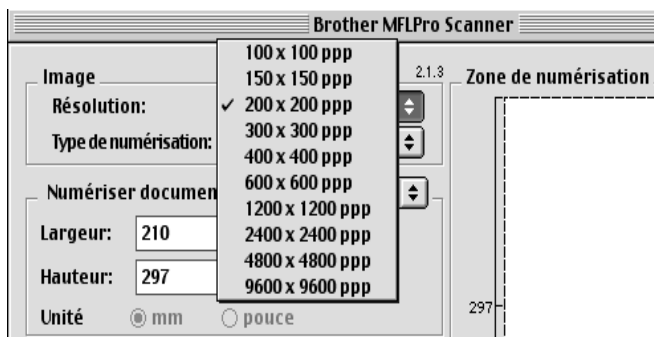 Brother MFLPro Scanner
Image
2.1.3
Résolution:
Type de numérisation:
100 x 100 ppp
150 x 150 ppp
✓ 200 x 200 ppp
300 x 300 ppp
400 x 400 ppp
600 x 600 ppp
1200 x 1200 ppp
2400 x 2400 ppp
4800 x 4800 ppp
9600 x 9600 ppp
Numériser documen
Largeur: 210
Hauteur: 297
Unité mm pouce
Zone de numérisation
297